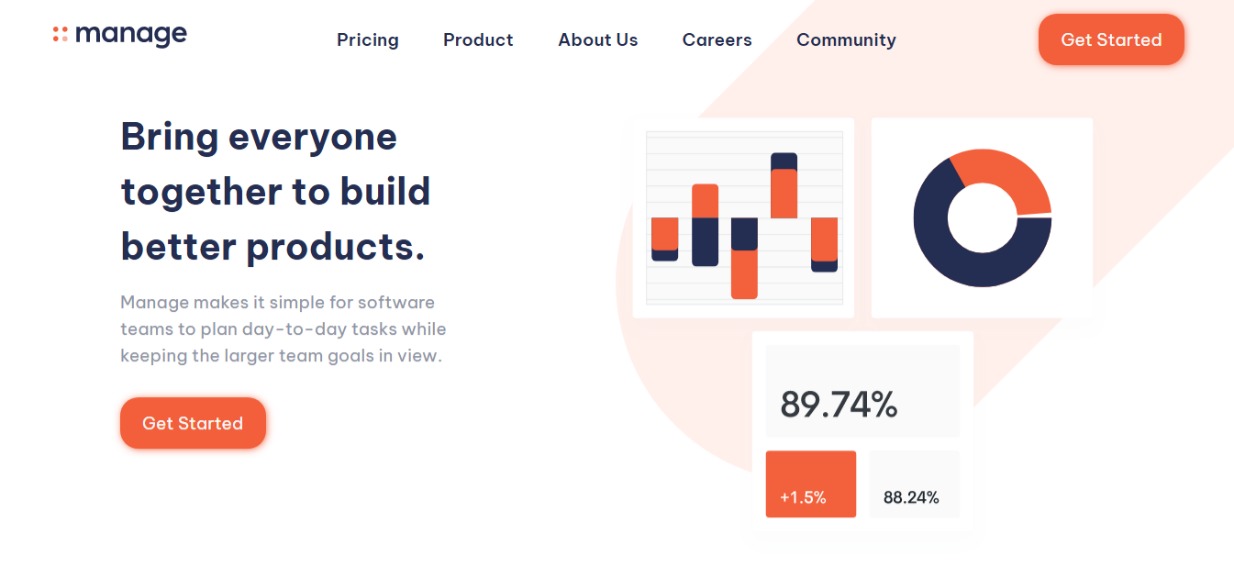 manage
Pricing Product About Us Careers Community Get Started
Bring everyone
together to build
better products.
Manage makes it simple for software
teams to plan day-to-day tasks while
keeping the larger team goals in view.
Get Started
89.74%
+1.5% 88.24%